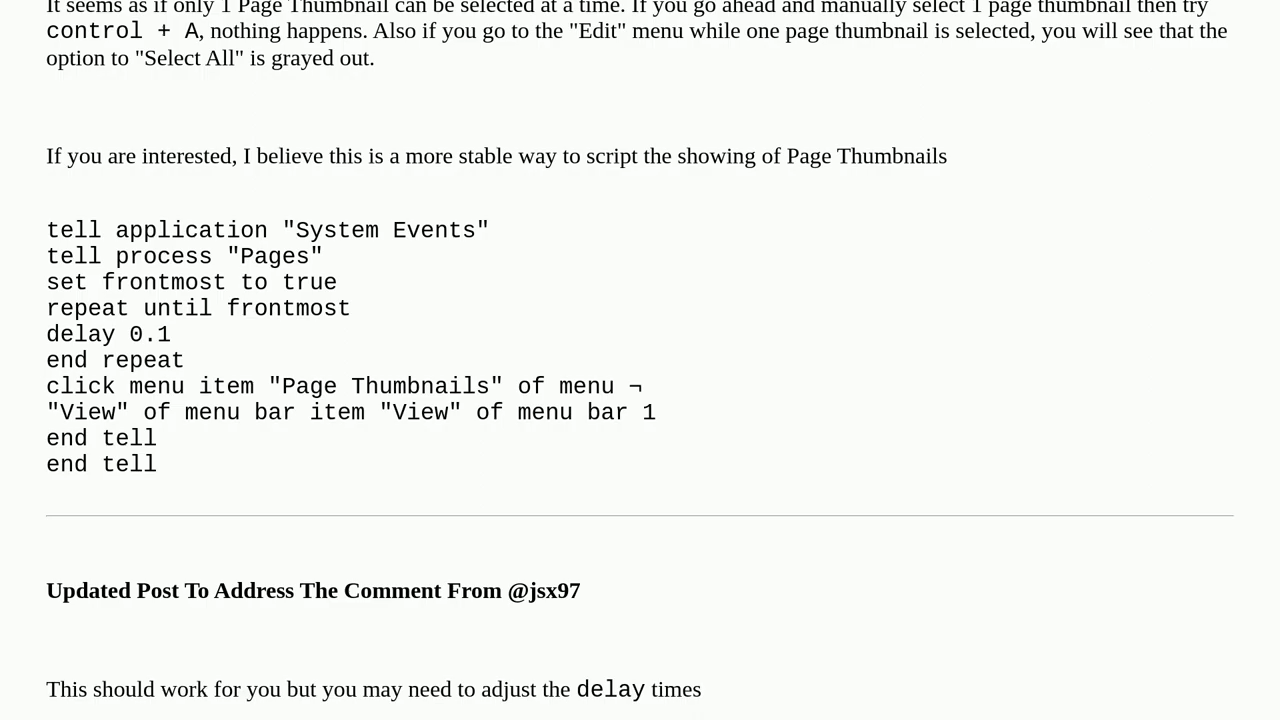 It seems as if only 1 Page Thumbnail can be selected at a time. If you go ahead and manually select 1 page thumbnail then try
control + A, nothing happens. Also if you go to the "Edit" menu while one page thumbnail is selected, you will see that the
option to "Select All" is grayed out.
If you are interested, I believe this is a more stable way to script the showing of Page Thumbnails
tell application "System Events"
tell process "Pages"
set frontmost to true
repeat until frontmost
delay 0.1
end repeat
click menu item "Page Thumbnails" of menu ¬
"View" of menu bar item "View" of menu bar 1
end tell
end tell
Updated Post To Address The Comment From @jsx97
This should work for you but you may need to adjust the delay times